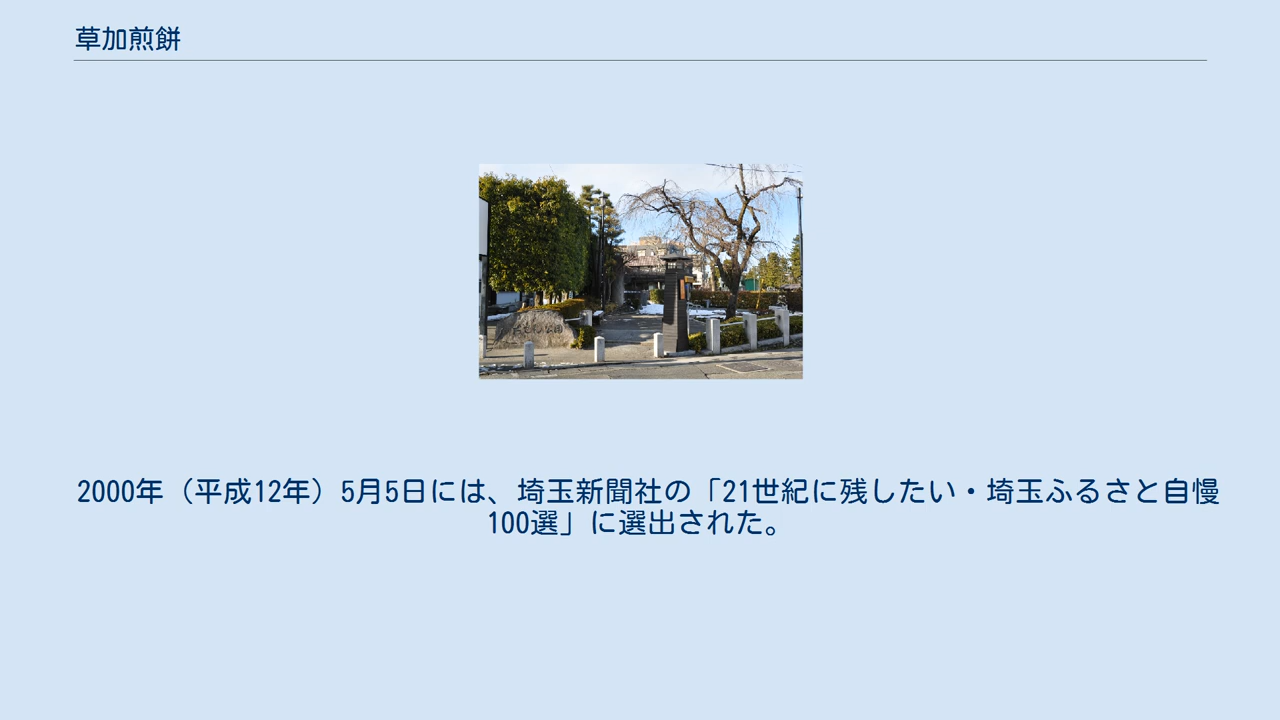 草加煎餅
2000年（平成12年）5月5日には、埼玉新聞社の「21世紀に残したい・埼玉ふるさと自慢
100選」に選出された。